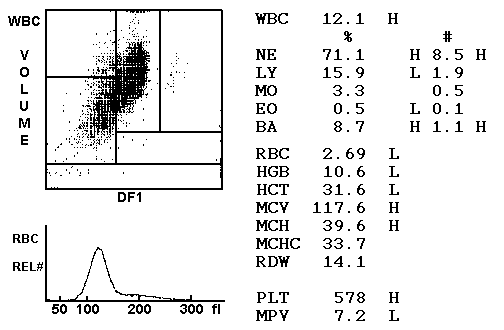 WBC
VOLUME
DF1
RBC
REL#
50 100 200 300 fl
WBC 12.1 H
% #
NE 71.1 H 8.5 H
LY 15.9 L 1.9
MO 3.3 0.5
EO 0.5 L 0.1
BA 8.7 H 1.1 H
RBC 2.69 L
HGB 10.6 L
HCT 31.6 L
MCV 117.6 H
MCH 39.6 H
MCHC 33.7
RDW 14.1
PLT 578 H
MPV 7.2 L